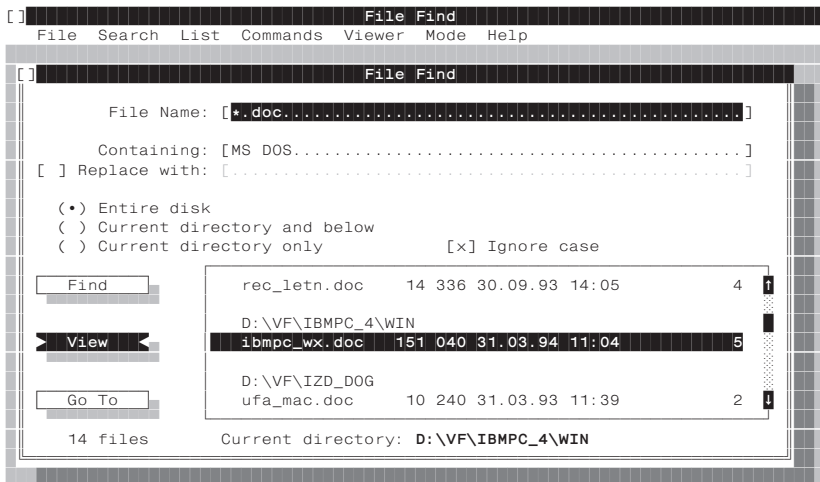 [] File Find
File Search List Commands Viewer Mode Help
[] File Find
File Name: [*.doc.................................................]
Containing: [MS DOS...........................................]
[ ] Replace with: [..................................................]
(•) Entire disk
( ) Current directory and below
( ) Current directory only [x] Ignore case
Find rec_letn.doc 14 336 30.09.93 14:05 4 ↑
D:\VF\IBMPC_4\WIN
View ibmpc_wx.doc 151 040 31.03.94 11:04 5
D:\VF\IZD_DOG
Go To ufa_mac.doc 10 240 31.03.93 11:39 2 ↓
14 files Current directory: D:\VF\IBMPC_4\WIN